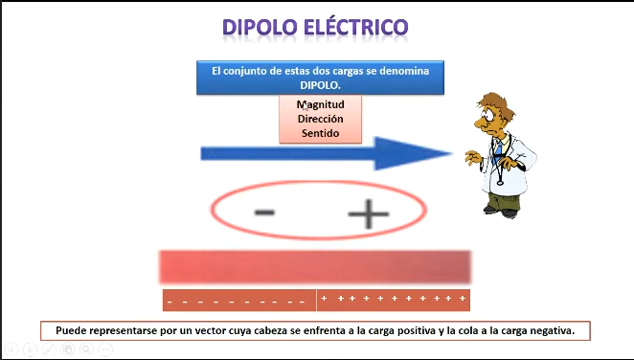 DIPOLO ELÉCTRICO
El conjunto de estas dos cargas se denomina
DIPOLO.
Magnitud
Dirección
Sentido
- +
- - - - - - - - - - - + + + + + + + + + + +
Puede representarse por un vector cuya cabeza se enfrenta a la carga positiva y la cola a la carga negativa.